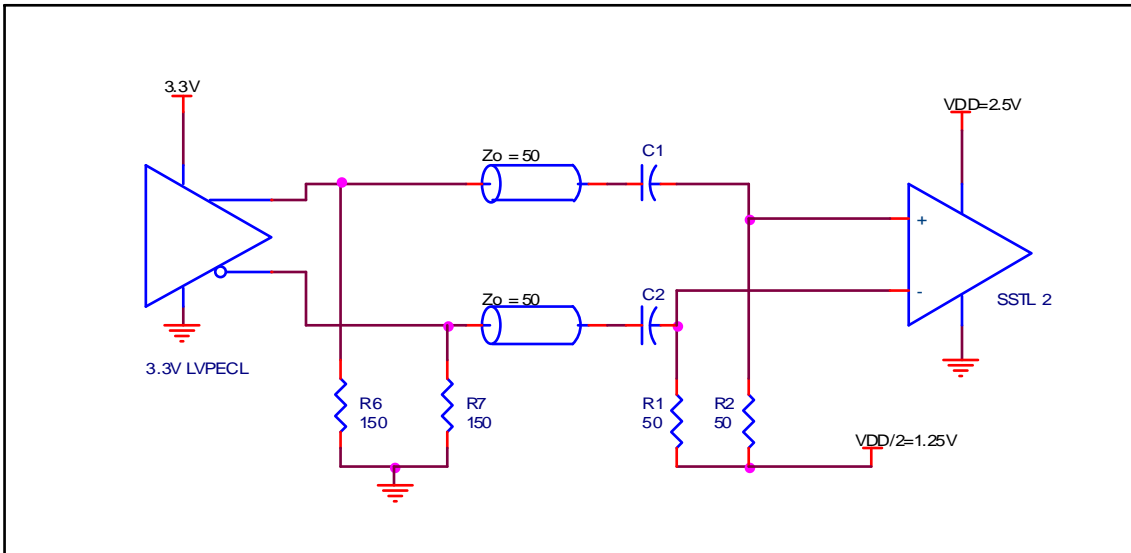 3.3V
VDD=2.5V
Zo = 50
C1
+
-
Zo = 50
C2
SSTL 2
3.3V LVPECL
R6
150
R7
150
R1
50
R2
50
VDD/2=1.25V